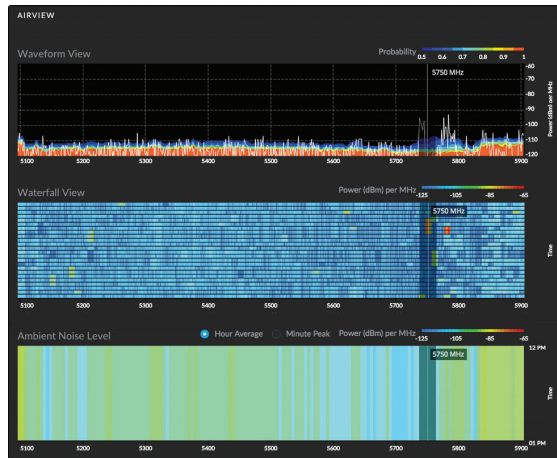 AIRVIEW
Waveform View
Probability
0.5 0.6 0.7 0.8 0.9 1
5750 MHz
-60
-70
-80
-90
-100
-110
-120
Power (dBm) per MHz
5100 5200 5300 5400 5500 5600 5700 5800 5900
Waterfall View
Power (dBm) per MHz
-125 -105 -85 -65
5750 MHz
Time
5100 5200 5300 5400 5500 5600 5700 5800 5900
Ambient Noise Level
Hour Average
Minute Peak
Power (dBm) per MHz
-125 -105 -85 -65
5750 MHz
12 PM
Time
01 PM
5100 5200 5300 5400 5500 5600 5700 5800 5900